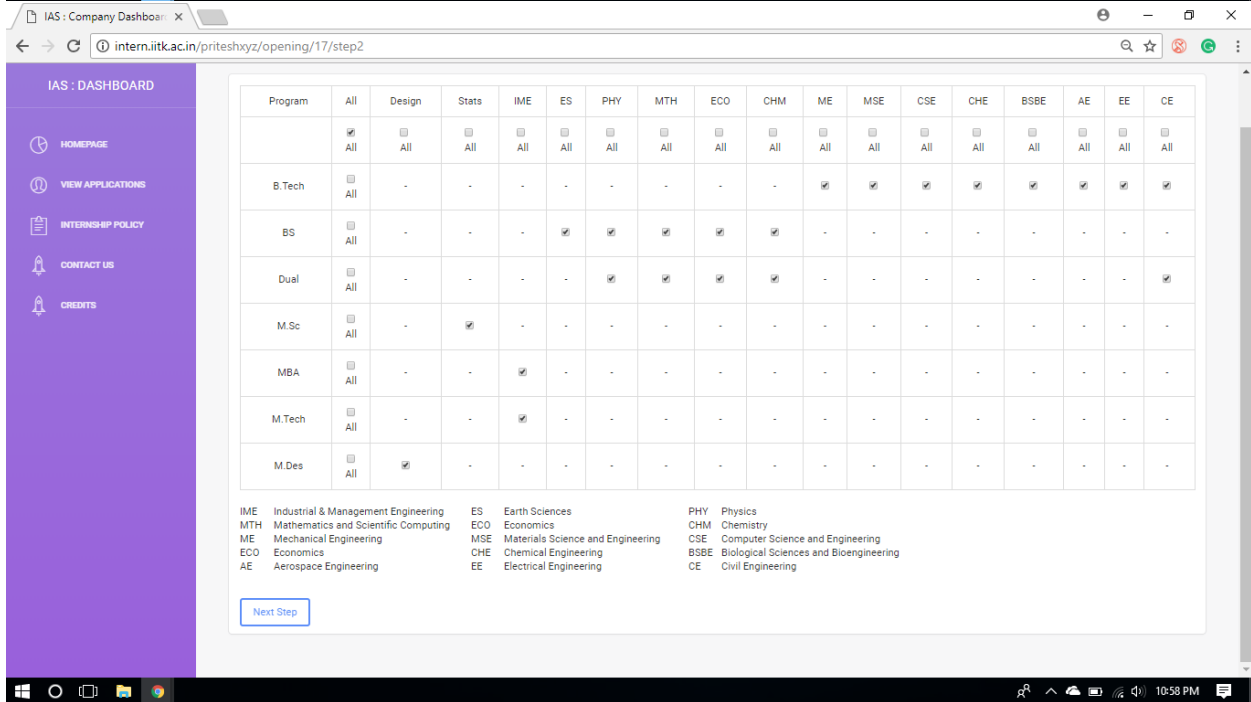 IAS : Company Dashboar
intern.iitk.ac.in/priteshxyz/opening/17/step2
IAS : DASHBOARD
HOMEPAGE
VIEW APPLICATIONS
INTERNSHIP POLICY
CONTACT US
CREDITS
Program All Design Stats IME ES PHY MTH ECO CHM ME MSE CSE CHE BSBE AE EE CE
All All All All All All All All All All All All All All All All All
B.Tech All - - - - - - - -
BS All - - - - - - - - - - -
Dual All - - - - - - - - - - -
M.Sc All - - - - - - - - - - - - - - -
MBA All - - - - - - - - - - - - - - -
M.Tech All - - - - - - - - - - - - - - -
M.Des All - - - - - - - - - - - - - - -
IME Industrial & Management Engineering ES Earth Sciences PHY Physics
MTH Mathematics and Scientific Computing ECO Economics CHM Chemistry
ME Mechanical Engineering MSE Materials Science and Engineering CSE Computer Science and Engineering
ECO Economics CHE Chemical Engineering BSBE Biological Sciences and Bioengineering
AE Aerospace Engineering EE Electrical Engineering CE Civil Engineering
Next Step
10:58 PM